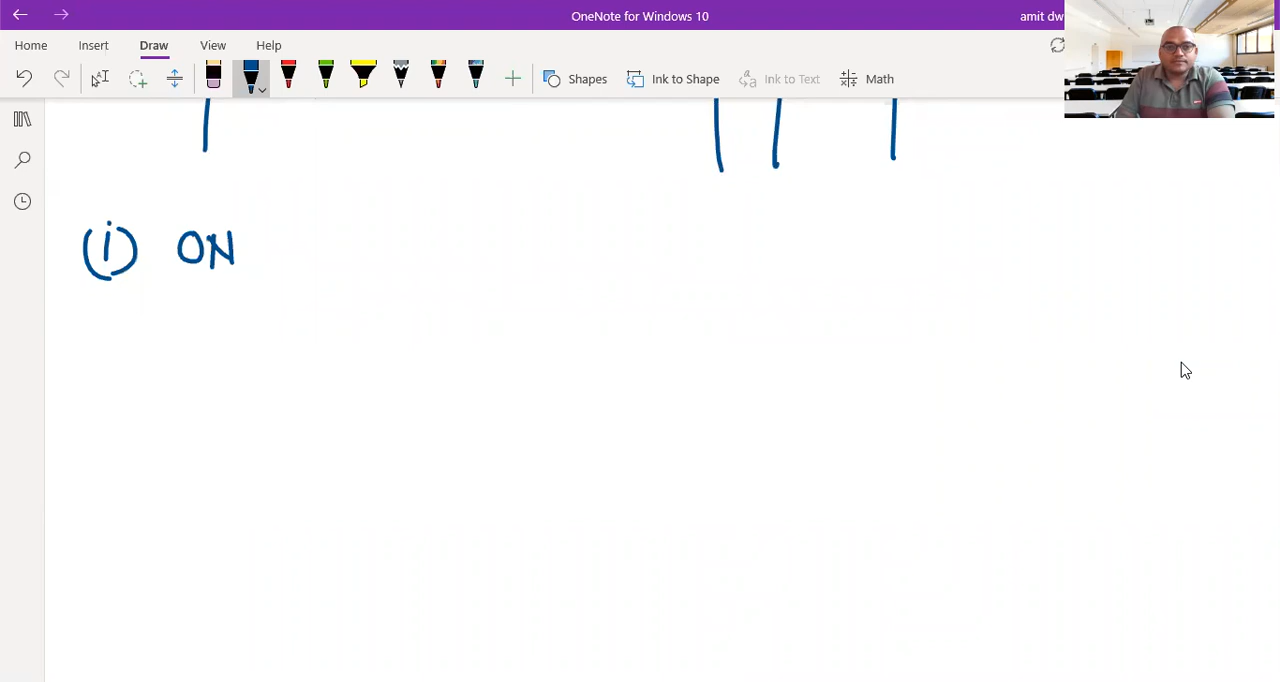 OneNote for Windows 10
amit dw
Home Insert Draw View Help
Shapes Ink to Shape Ink to Text Math
(i) ON